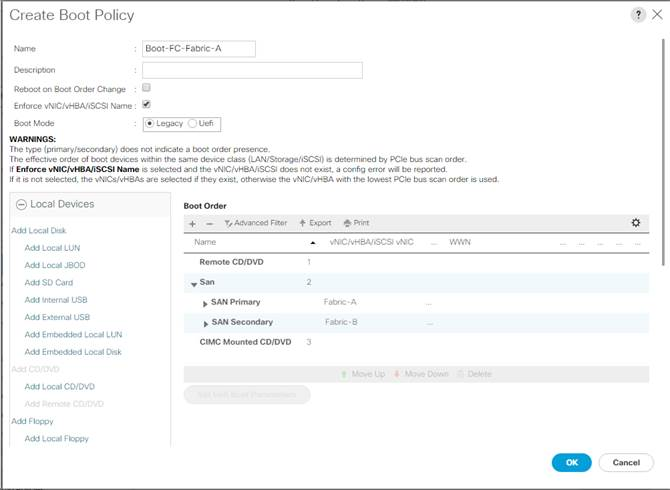 Create Boot Policy
? ×
Name : Boot-FC-Fabric-A
Description :
Reboot on Boot Order Change :
Enforce vNIC/vHBA/iSCSI Name :
Boot Mode : Legacy Uefi
WARNINGS:
The type (primary/secondary) does not indicate a boot order presence.
The effective order of boot devices within the same device class (LAN/Storage/iSCSI) is determined by PCIe bus scan order.
If Enforce vNIC/vHBA/iSCSI Name is selected and the vNIC/vHBA/iSCSI does not exist, a config error will be reported.
If it is not selected, the vNICs/vHBAs are selected if they exist, otherwise the vNIC/vHBA with the lowest PCIe bus scan order is used.
Local Devices
Add Local Disk
Add Local LUN
Add Local JBOD
Add SD Card
Add Internal USB
Add External USB
Add Embedded Local LUN
Add Embedded Local Disk
Add CD/DVD
Add Local CD/DVD
Add Remote CD/DVD
Add Floppy
Add Local Floppy
Boot Order
+ − Advanced Filter Export Print
Name vNIC/vHBA/iSCSI vNIC ... WWN ... ... ... ... ...
Remote CD/DVD 1
San 2
SAN Primary Fabric-A ...
SAN Secondary Fabric-B ...
CIMC Mounted CD/DVD 3
Move Up Move Down Delete
Set Uefi Boot Parameters
OK Cancel